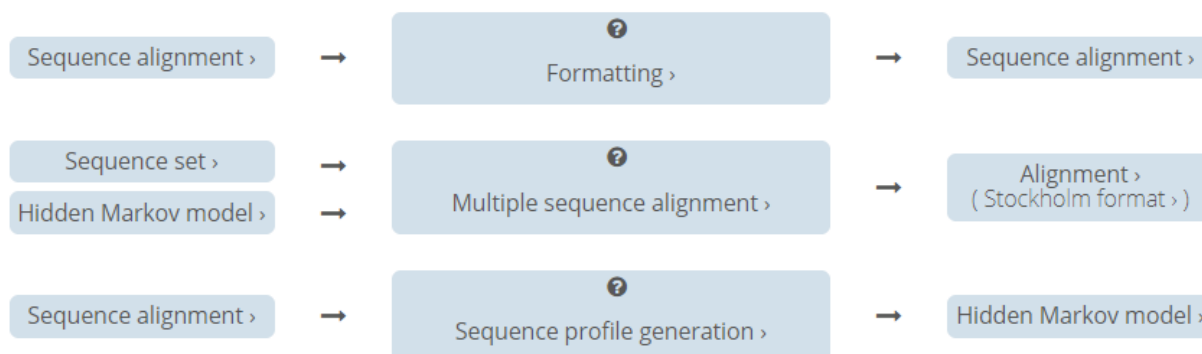 ?
Sequence alignment › → Formatting › → Sequence alignment ›
?
Sequence set › →
Hidden Markov model › → Multiple sequence alignment › → Alignment ›
( Stockholm format › )
?
Sequence alignment › → Sequence profile generation › → Hidden Markov model ›